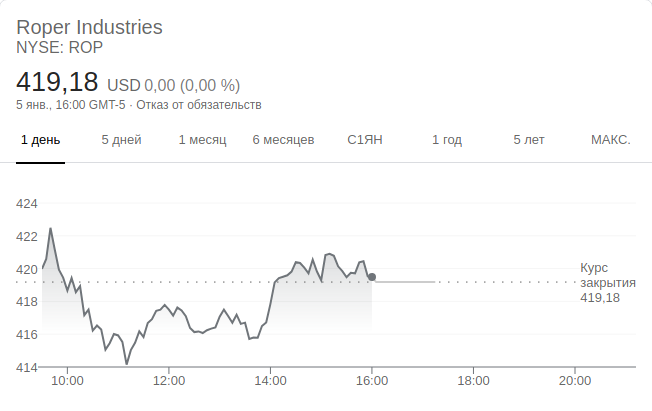 Roper Industries
NYSE: ROP
419,18 USD 0,00 (0,00 %)
5 янв., 16:00 GMT-5 · Отказ от обязательств
1 день 5 дней 1 месяц 6 месяцев С1ЯН 1 год 5 лет МАКС.
424
422
420
418
416
414
Курс
закрытия
419,18
10:00 12:00 14:00 16:00 18:00 20:00